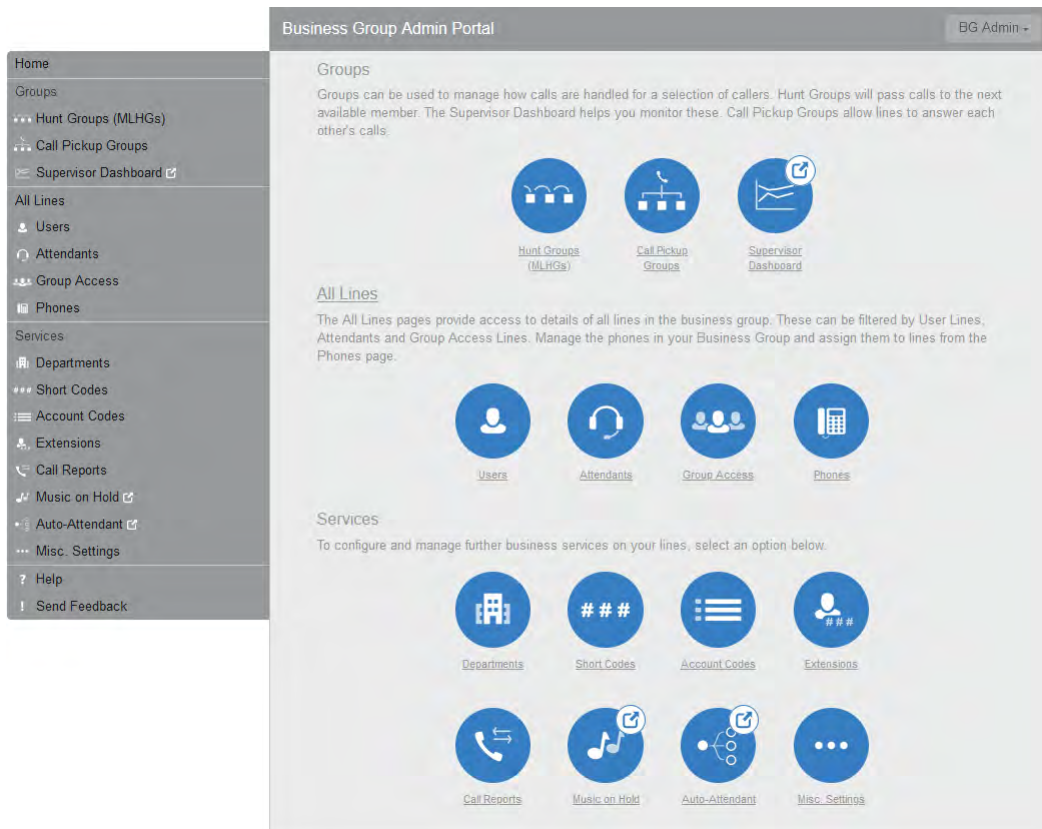 Business Group Admin Portal
BG Admin
Home
Groups
Hunt Groups (MLHGs)
Call Pickup Groups
Supervisor Dashboard
All Lines
Users
Attendants
Group Access
Phones
Services
Departments
### Short Codes
Account Codes
Extensions
Call Reports
Music on Hold
Auto-Attendant
Misc. Settings
? Help
! Send Feedback
Groups
Groups can be used to manage how calls are handled for a selection of callers. Hunt Groups will pass calls to the next
available member. The Supervisor Dashboard helps you monitor these. Call Pickup Groups allow lines to answer each
other's calls.
Hunt Groups
(MLHGs)
Call Pickup
Groups
Supervisor
Dashboard
All Lines
The All Lines pages provide access to details of all lines in the business group. These can be filtered by User Lines,
Attendants and Group Access Lines. Manage the phones in your Business Group and assign them to lines from the
Phones page.
Users
Attendants
Group Access
Phones
Services
To configure and manage further business services on your lines, select an option below.
###
###
Departments
Short Codes
Account Codes
Extensions
Call Reports
Music on Hold
Auto-Attendant
Misc. Settings